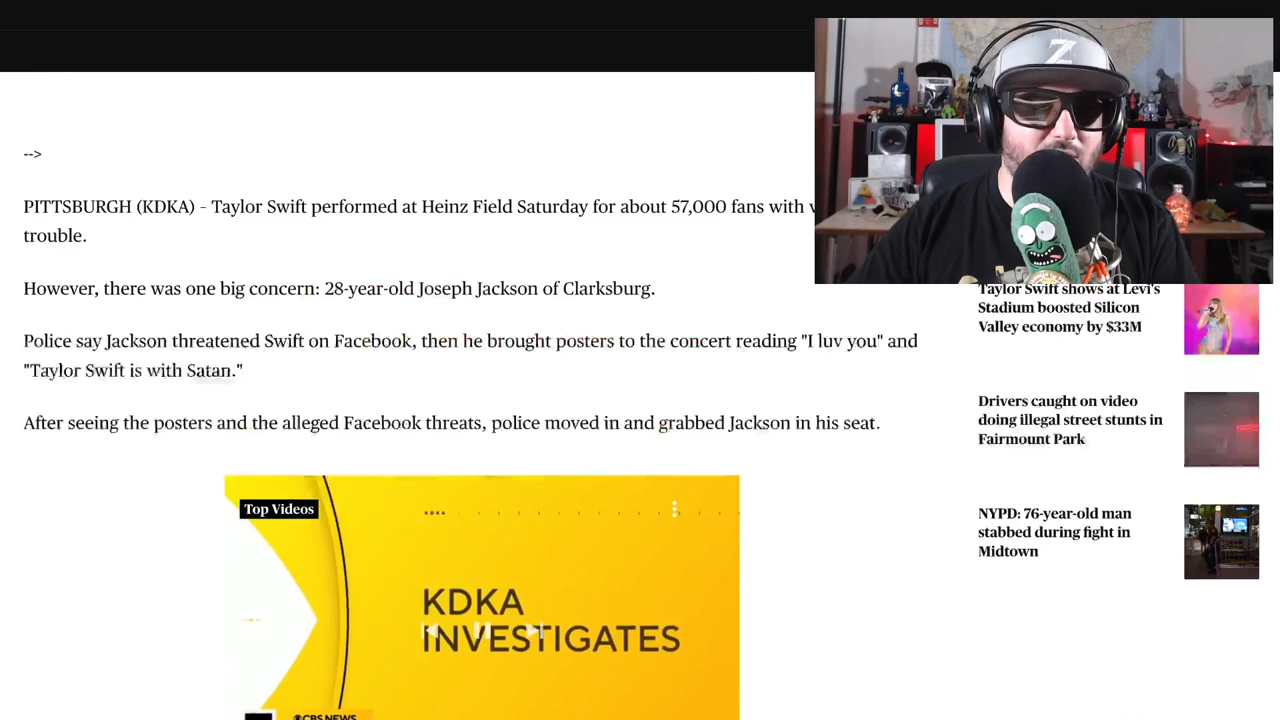 -->
PITTSBURGH (KDKA) - Taylor Swift performed at Heinz Field Saturday for about 57,000 fans with
trouble.
However, there was one big concern: 28-year-old Joseph Jackson of Clarksburg.
Police say Jackson threatened Swift on Facebook, then he brought posters to the concert reading "I luv you" and
"Taylor Swift is with Satan."
After seeing the posters and the alleged Facebook threats, police moved in and grabbed Jackson in his seat.
Top Videos
KDKA
KDKA
INVESTIGATES
CBS NEWS
Z
Taylor Swift shows at Levi's
Stadium boosted Silicon
Valley economy by $33M
Drivers caught on video
doing illegal street stunts in
Fairmount Park
NYPD: 76-year-old man
stabbed during fight in
Midtown